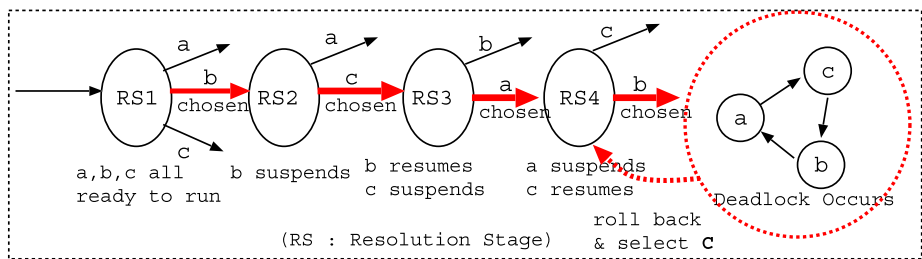 a
b
chosen
c
RS1
a
c
chosen
RS2
b
a
chosen
RS3
c
b
chosen
RS4
a
c
b
a,b,c all
ready to run
b suspends
b resumes
c suspends
a suspends
c resumes
Deadlock Occurs
roll back
& select C
(RS : Resolution Stage)